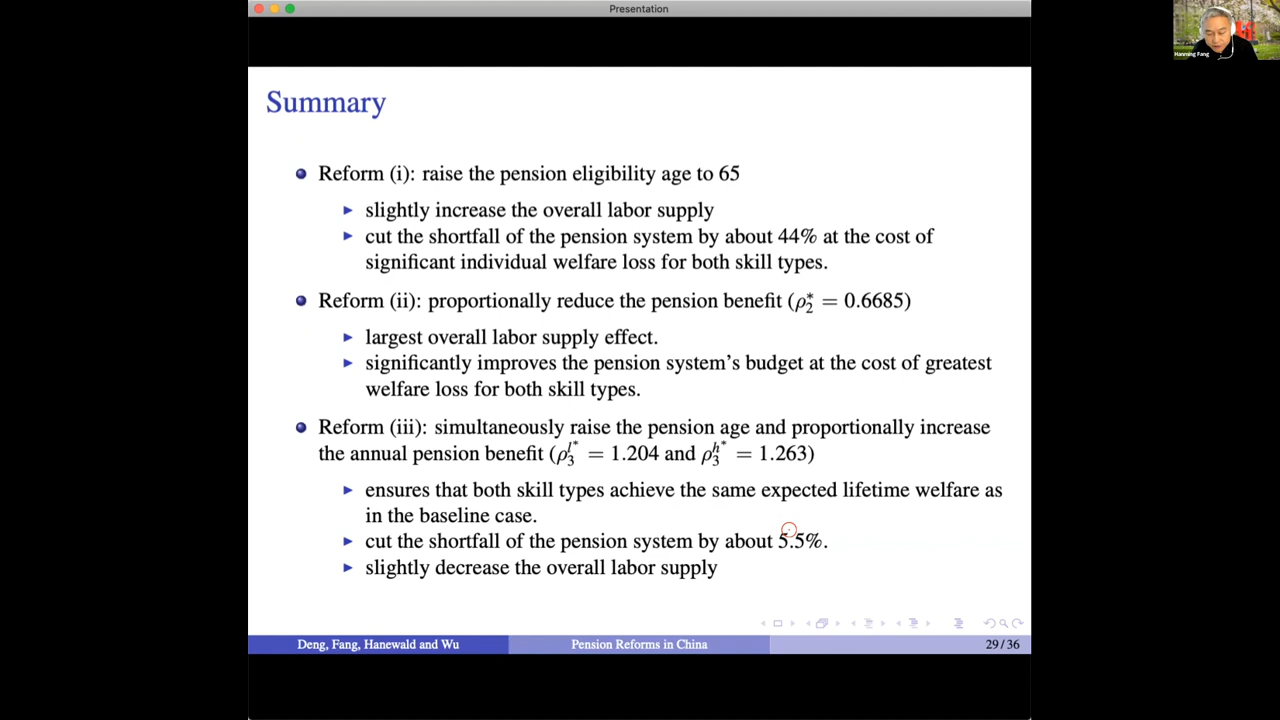 Presentation
Hanming Fang
Summary
Reform (i): raise the pension eligibility age to 65
slightly increase the overall labor supply
cut the shortfall of the pension system by about 44% at the cost of
significant individual welfare loss for both skill types.
Reform (ii): proportionally reduce the pension benefit (ρ₂* = 0.6685)
largest overall labor supply effect.
significantly improves the pension system's budget at the cost of greatest
welfare loss for both skill types.
Reform (iii): simultaneously raise the pension age and proportionally increase
the annual pension benefit (ρ₃^l* = 1.204 and ρ₃^h* = 1.263)
ensures that both skill types achieve the same expected lifetime welfare as
in the baseline case.
cut the shortfall of the pension system by about 5.5%.
slightly decrease the overall labor supply
Deng, Fang, Hanewald and Wu
Pension Reforms in China
29 / 36